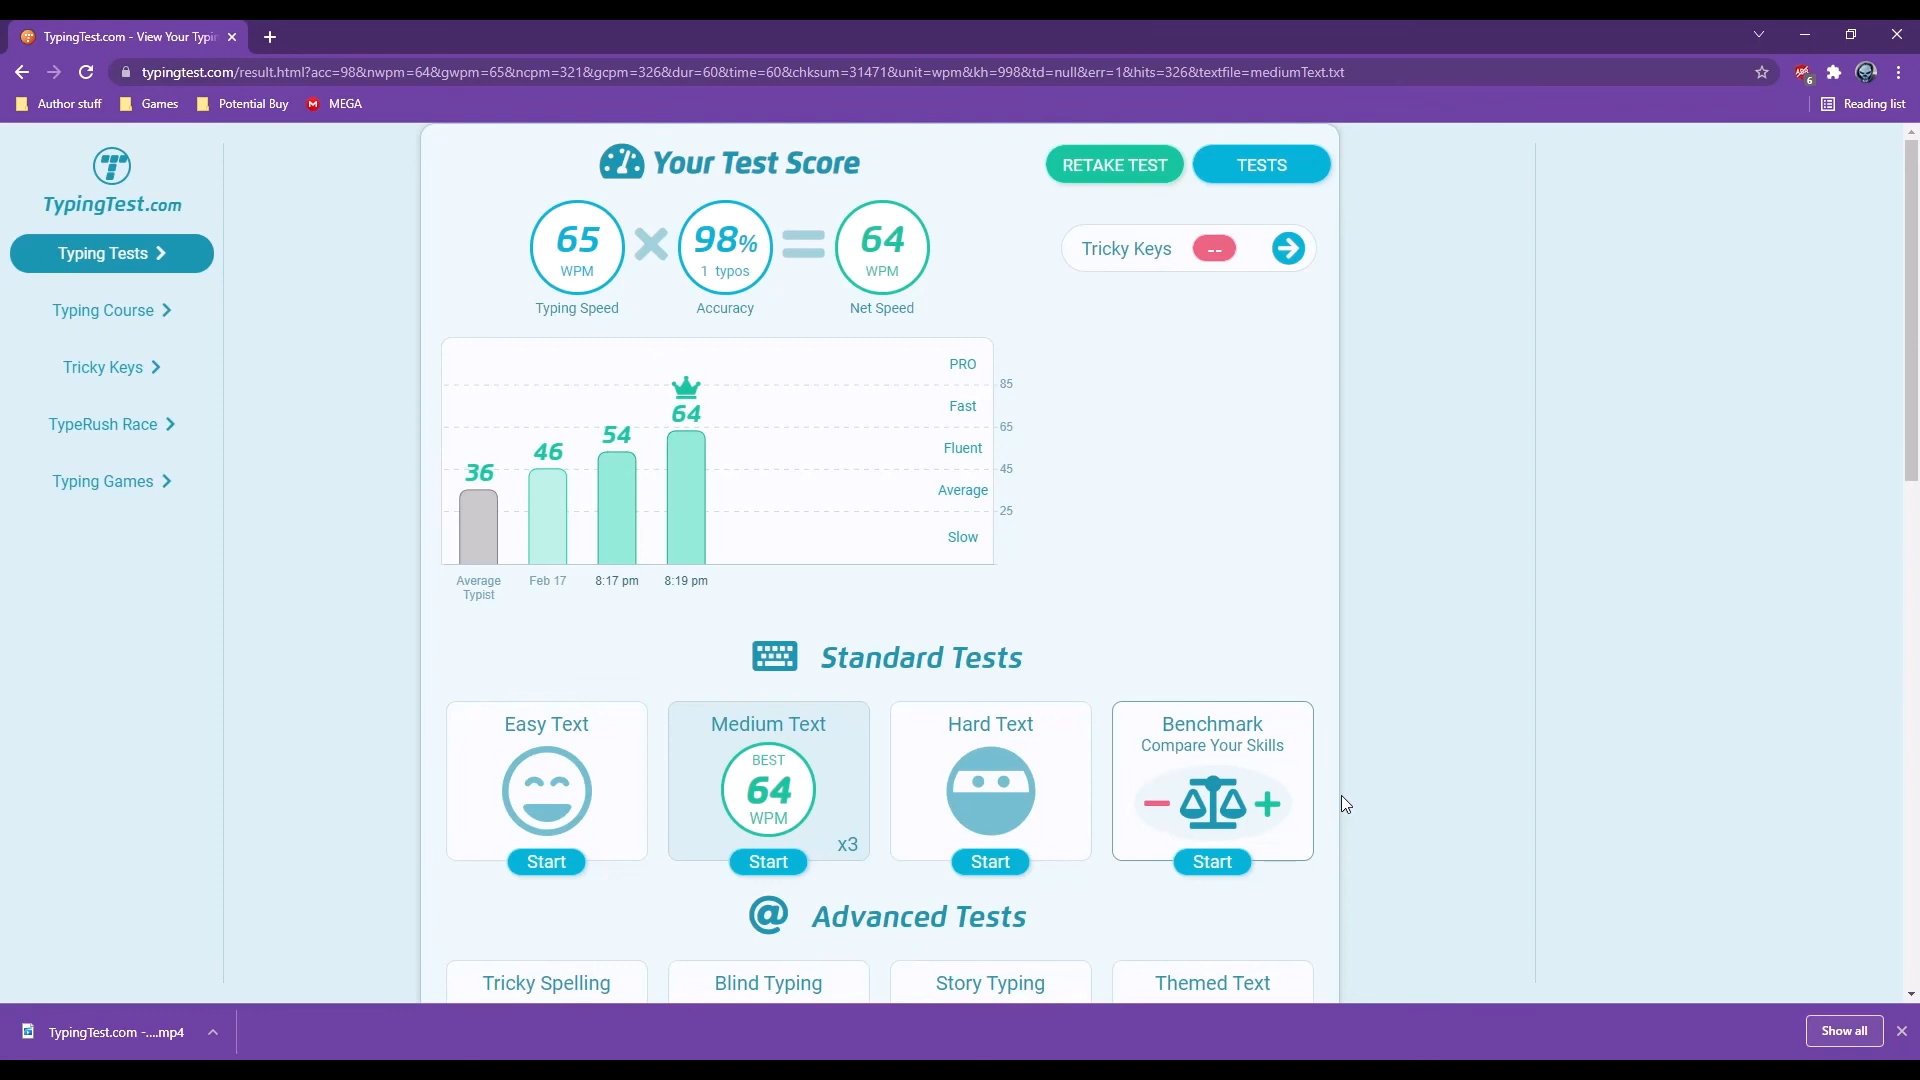 TypingTest.com - View Your Typin
typingtest.com/result.html?acc=98&nwpm=64&gwpm=65&ncpm=321&gcpm=326&dur=60&time=60&chksum=31471&unit=wpm&kh=998&td=null&err=1&hits=326&textfile=mediumText.txt
6
Author stuff
Games
Potential Buy
M MEGA
Reading list
T
TypingTest.com
Typing Tests
Typing Course
Tricky Keys
TypeRush Race
Typing Games
Your Test Score
RETAKE TEST
TESTS
65
WPM
Typing Speed
98%
1 typos
Accuracy
64
WPM
Net Speed
Tricky Keys --
PRO
85
Fast
65
Fluent
45
Average
25
Slow
36
46
54
64
Average
Typist
Feb 17
8:17 pm
8:19 pm
Standard Tests
Easy Text
Start
Medium Text
BEST
64
WPM
x3
Start
Hard Text
Start
Benchmark
Compare Your Skills
Start
@ Advanced Tests
Tricky Spelling
Blind Typing
Story Typing
Themed Text
TypingTest.com -....mp4
Show all